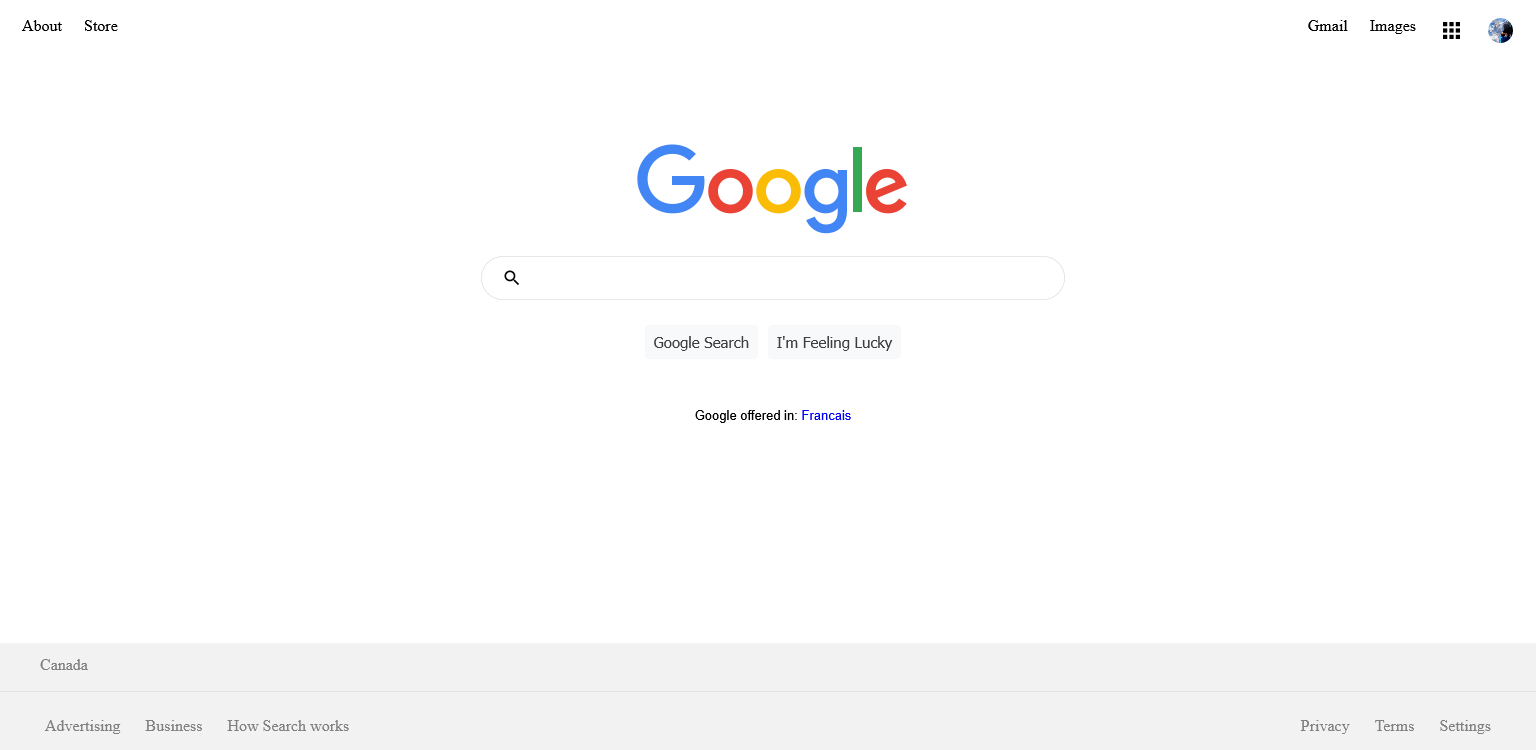 About Store Gmail Images
Google
Google Search I'm Feeling Lucky
Google offered in: Francais
Canada
Advertising Business How Search works Privacy Terms Settings